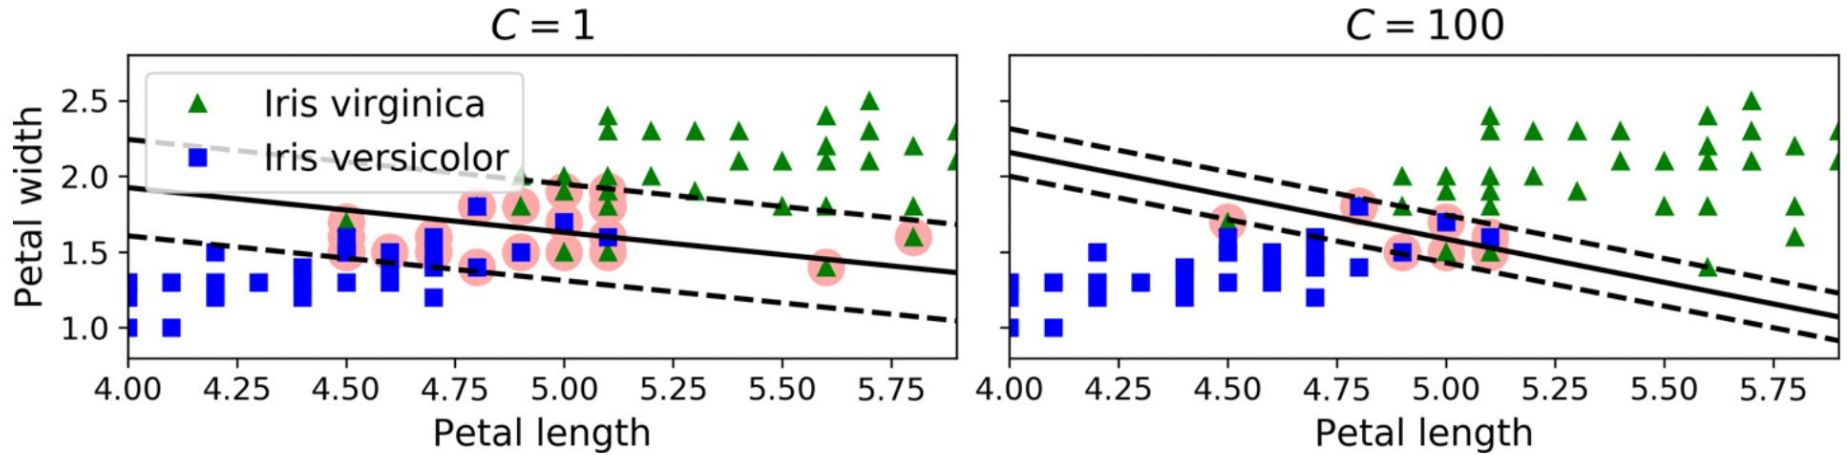 C = 1
Petal width
2.5
2.0
1.5
1.0
Iris virginica
Iris versicolor
4.00 4.25 4.50 4.75 5.00 5.25 5.50 5.75
Petal length
C = 100
4.00 4.25 4.50 4.75 5.00 5.25 5.50 5.75
Petal length